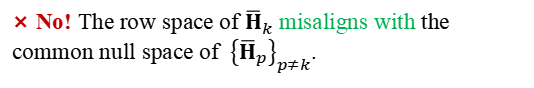 × No! The row space of H̅ₖ misaligns with the
common null space of {H̅ₚ}ₚ≠ₖ.